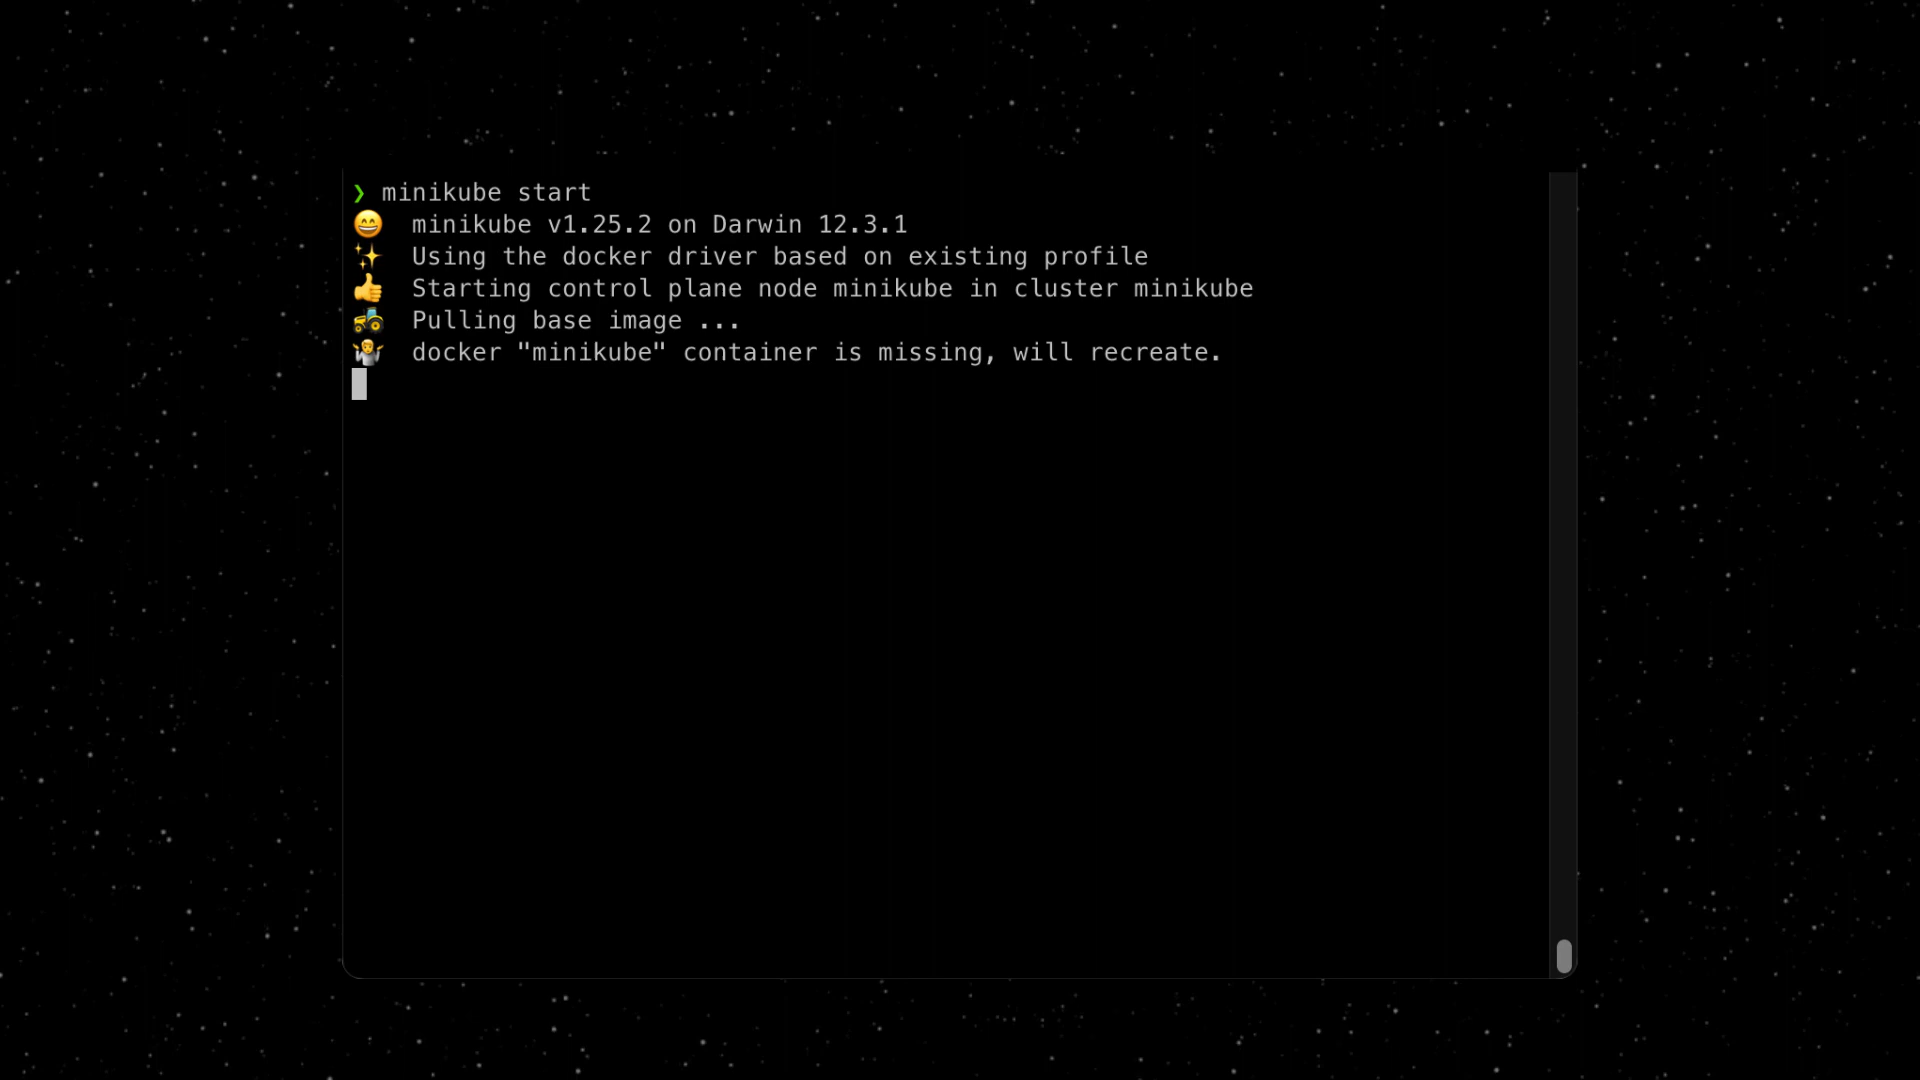 ❯ minikube start
😄 minikube v1.25.2 on Darwin 12.3.1
✨ Using the docker driver based on existing profile
👍 Starting control plane node minikube in cluster minikube
🚜 Pulling base image ...
🤷 docker "minikube" container is missing, will recreate.